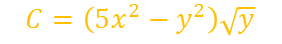 C = (5x² − y²)√y